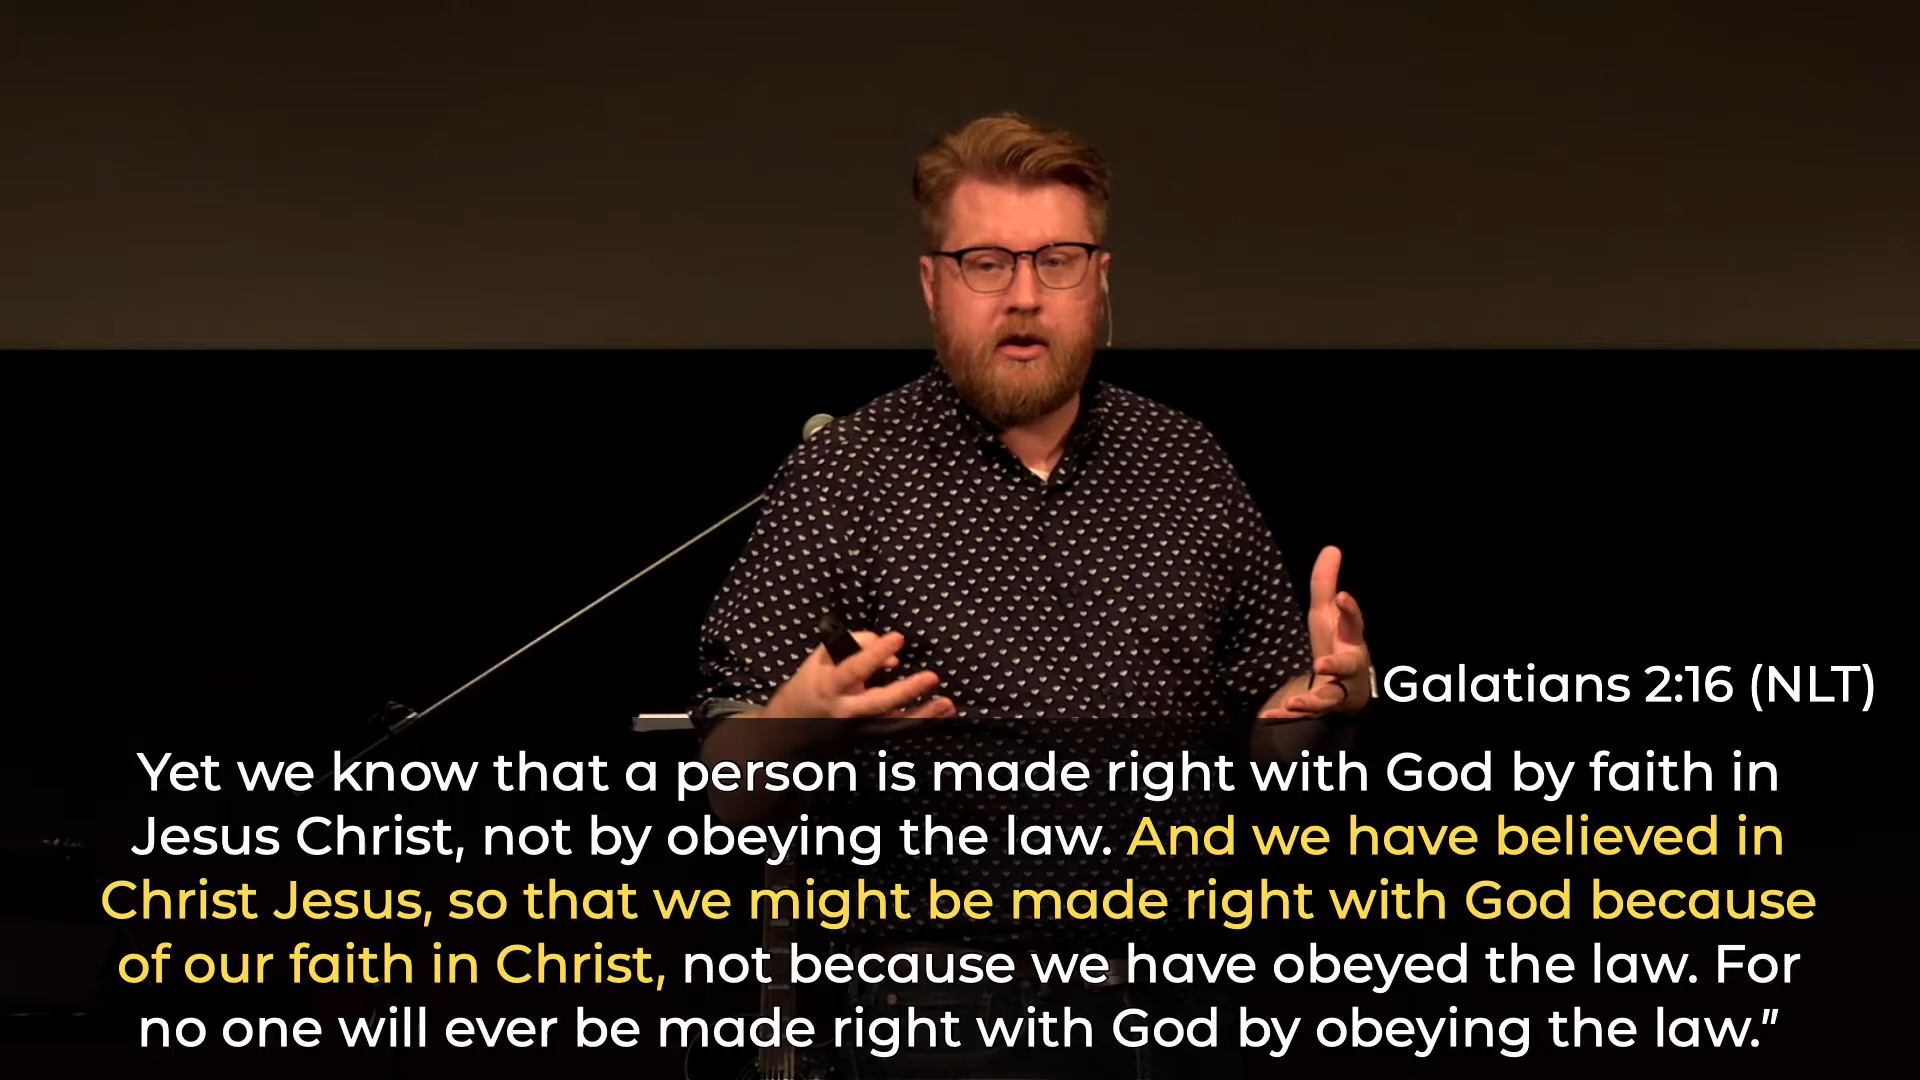 Galatians 2:16 (NLT)
Yet we know that a person is made right with God by faith in
Jesus Christ, not by obeying the law. And we have believed in
Christ Jesus, so that we might be made right with God because
of our faith in Christ, not because we have obeyed the law. For
no one will ever be made right with God by obeying the law.”